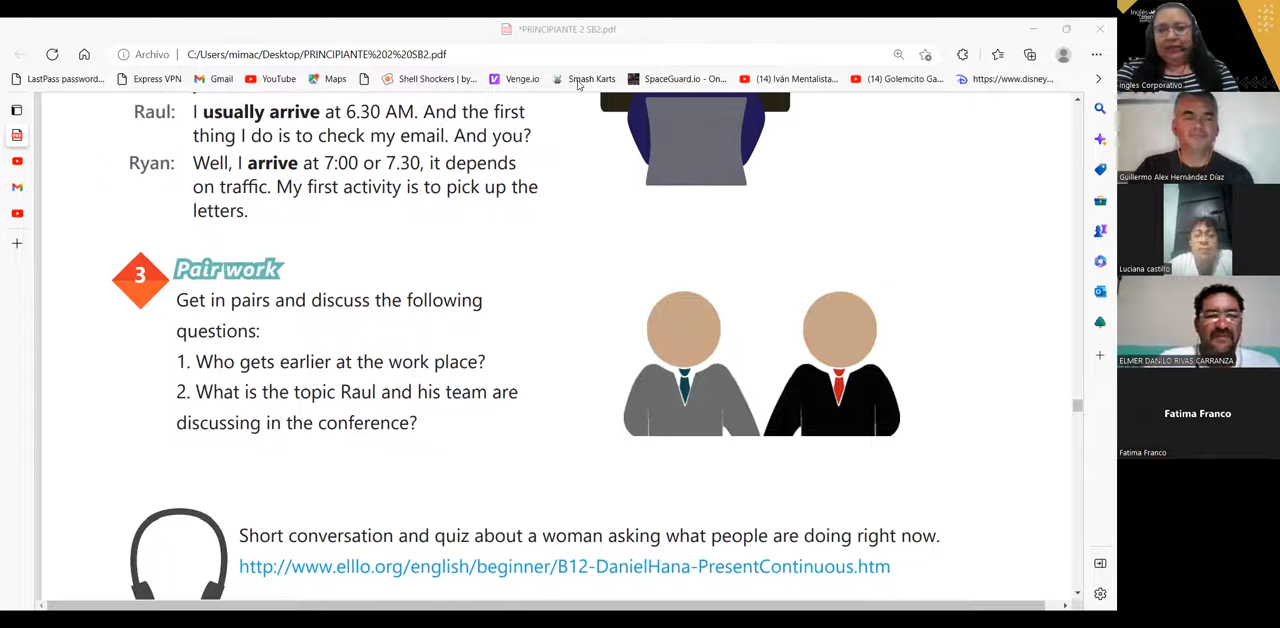 *PRINCIPIANTE 2 SB2.pdf
Archivo
C:/Users/mimac/Desktop/PRINCIPIANTE%202%20SB2.pdf
LastPass password...
Express VPN
Gmail
YouTube
Maps
Shell Shockers | by...
Venge.io
Smash Karts
SpaceGuard.io - On...
(14) Iván Mentalista...
(14) Golemcito Ga...
https://www.disney...
Raul: I usually arrive at 6.30 AM. And the first
thing I do is to check my email. And you?
Ryan: Well, I arrive at 7:00 or 7.30, it depends
on traffic. My first activity is to pick up the
letters.
3
Pair work
Get in pairs and discuss the following
questions:
1. Who gets earlier at the work place?
2. What is the topic Raul and his team are
discussing in the conference?
Short conversation and quiz about a woman asking what people are doing right now.
http://www.elllo.org/english/beginner/B12-DanielHana-PresentContinuous.htm
Inglés
Ingles Corporativo
Guillermo Alex Hernández Díaz
Luciana castillo
ELMER DANILO RIVAS CARRANZA
Fatima Franco
Fatima Franco